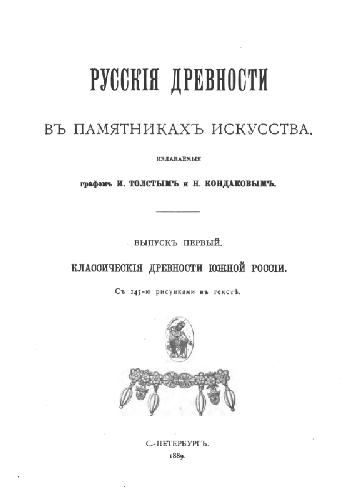 РУССКІЯ ДРЕВНОСТИ
ВЪ ПАМЯТНИКАХЪ ИСКУССТВА.
ИЗДАВАЕМЫЯ
графомъ И. ТОЛСТЫМЪ и Н. КОНДАКОВЫМЪ.
ВЫПУСКЪ ПЕРВЫЙ.
КЛАССИЧЕСКІЯ ДРЕВНОСТИ ЮЖНОЙ РОССІИ.
Съ 145-ю рисунками въ текстѣ.
С.-ПЕТЕРБУРГЪ.
1889.